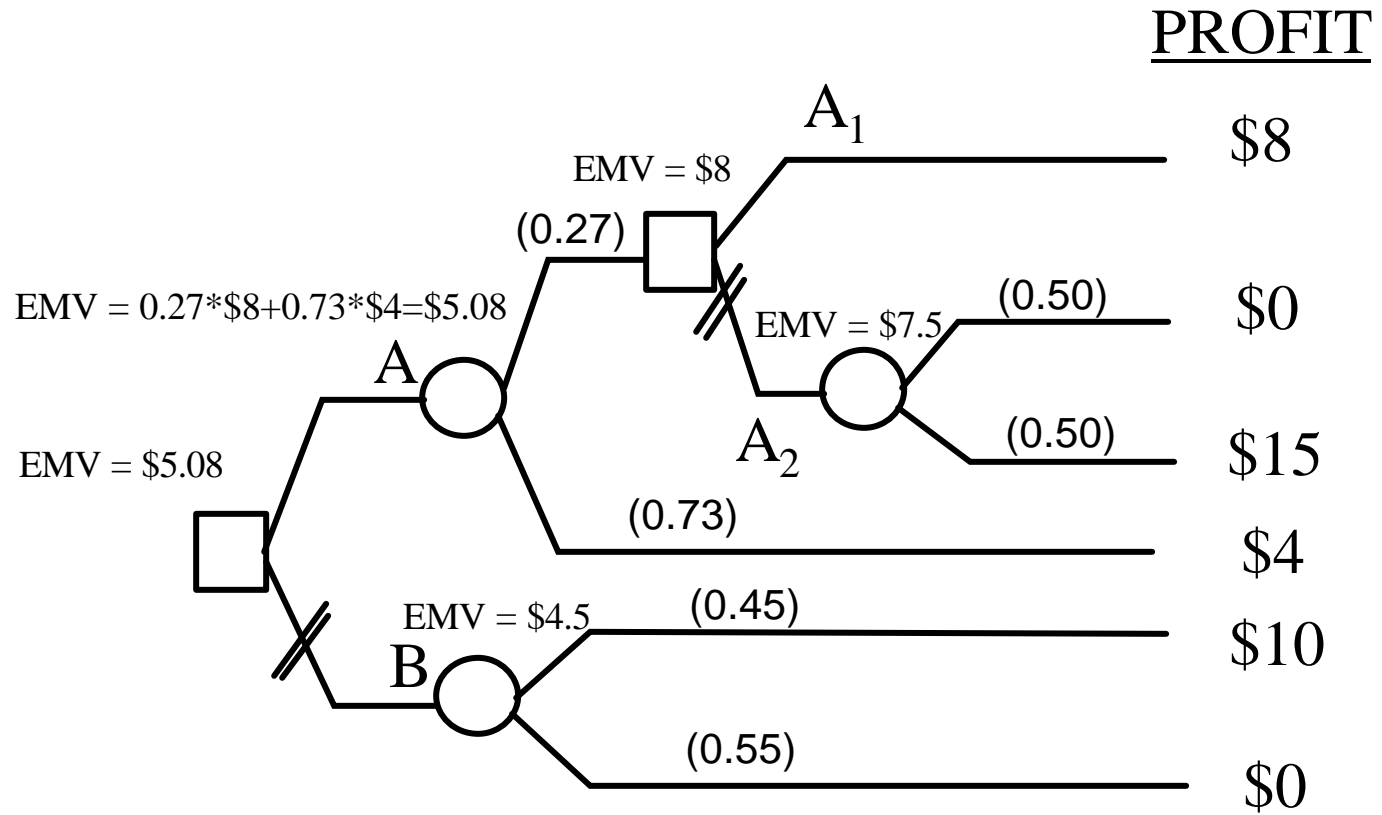 PROFIT
A₁
$8
EMV = $8
(0.27)
EMV = 0.27*$8+0.73*$4=$5.08
(0.50)
$0
EMV = $7.5
A
(0.50)
$15
A₂
EMV = $5.08
(0.73)
$4
EMV = $4.5
(0.45)
$10
B
(0.55)
$0